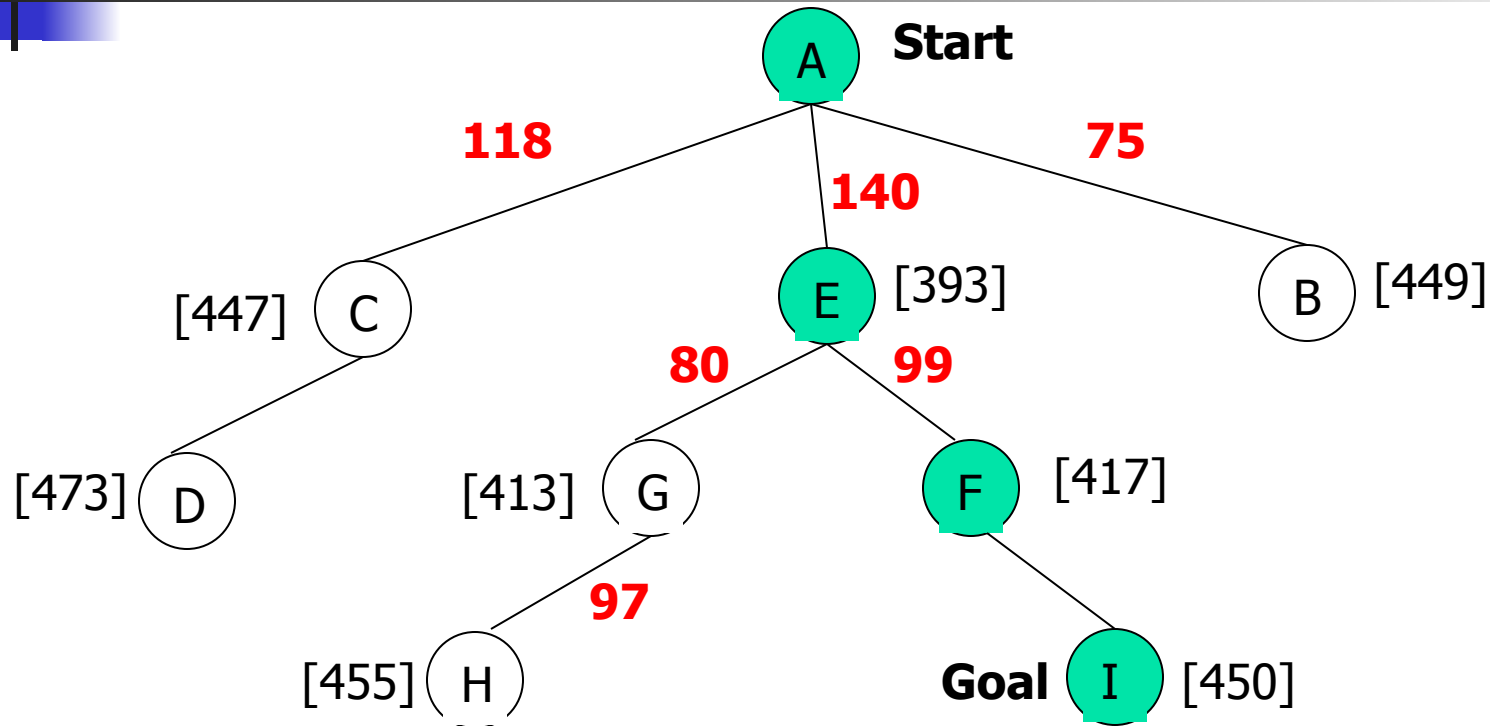 A Start
118
75
140
[447] C
E [393]
B [449]
80
99
[473] D
[413] G
F [417]
97
[455] H
Goal I [450]